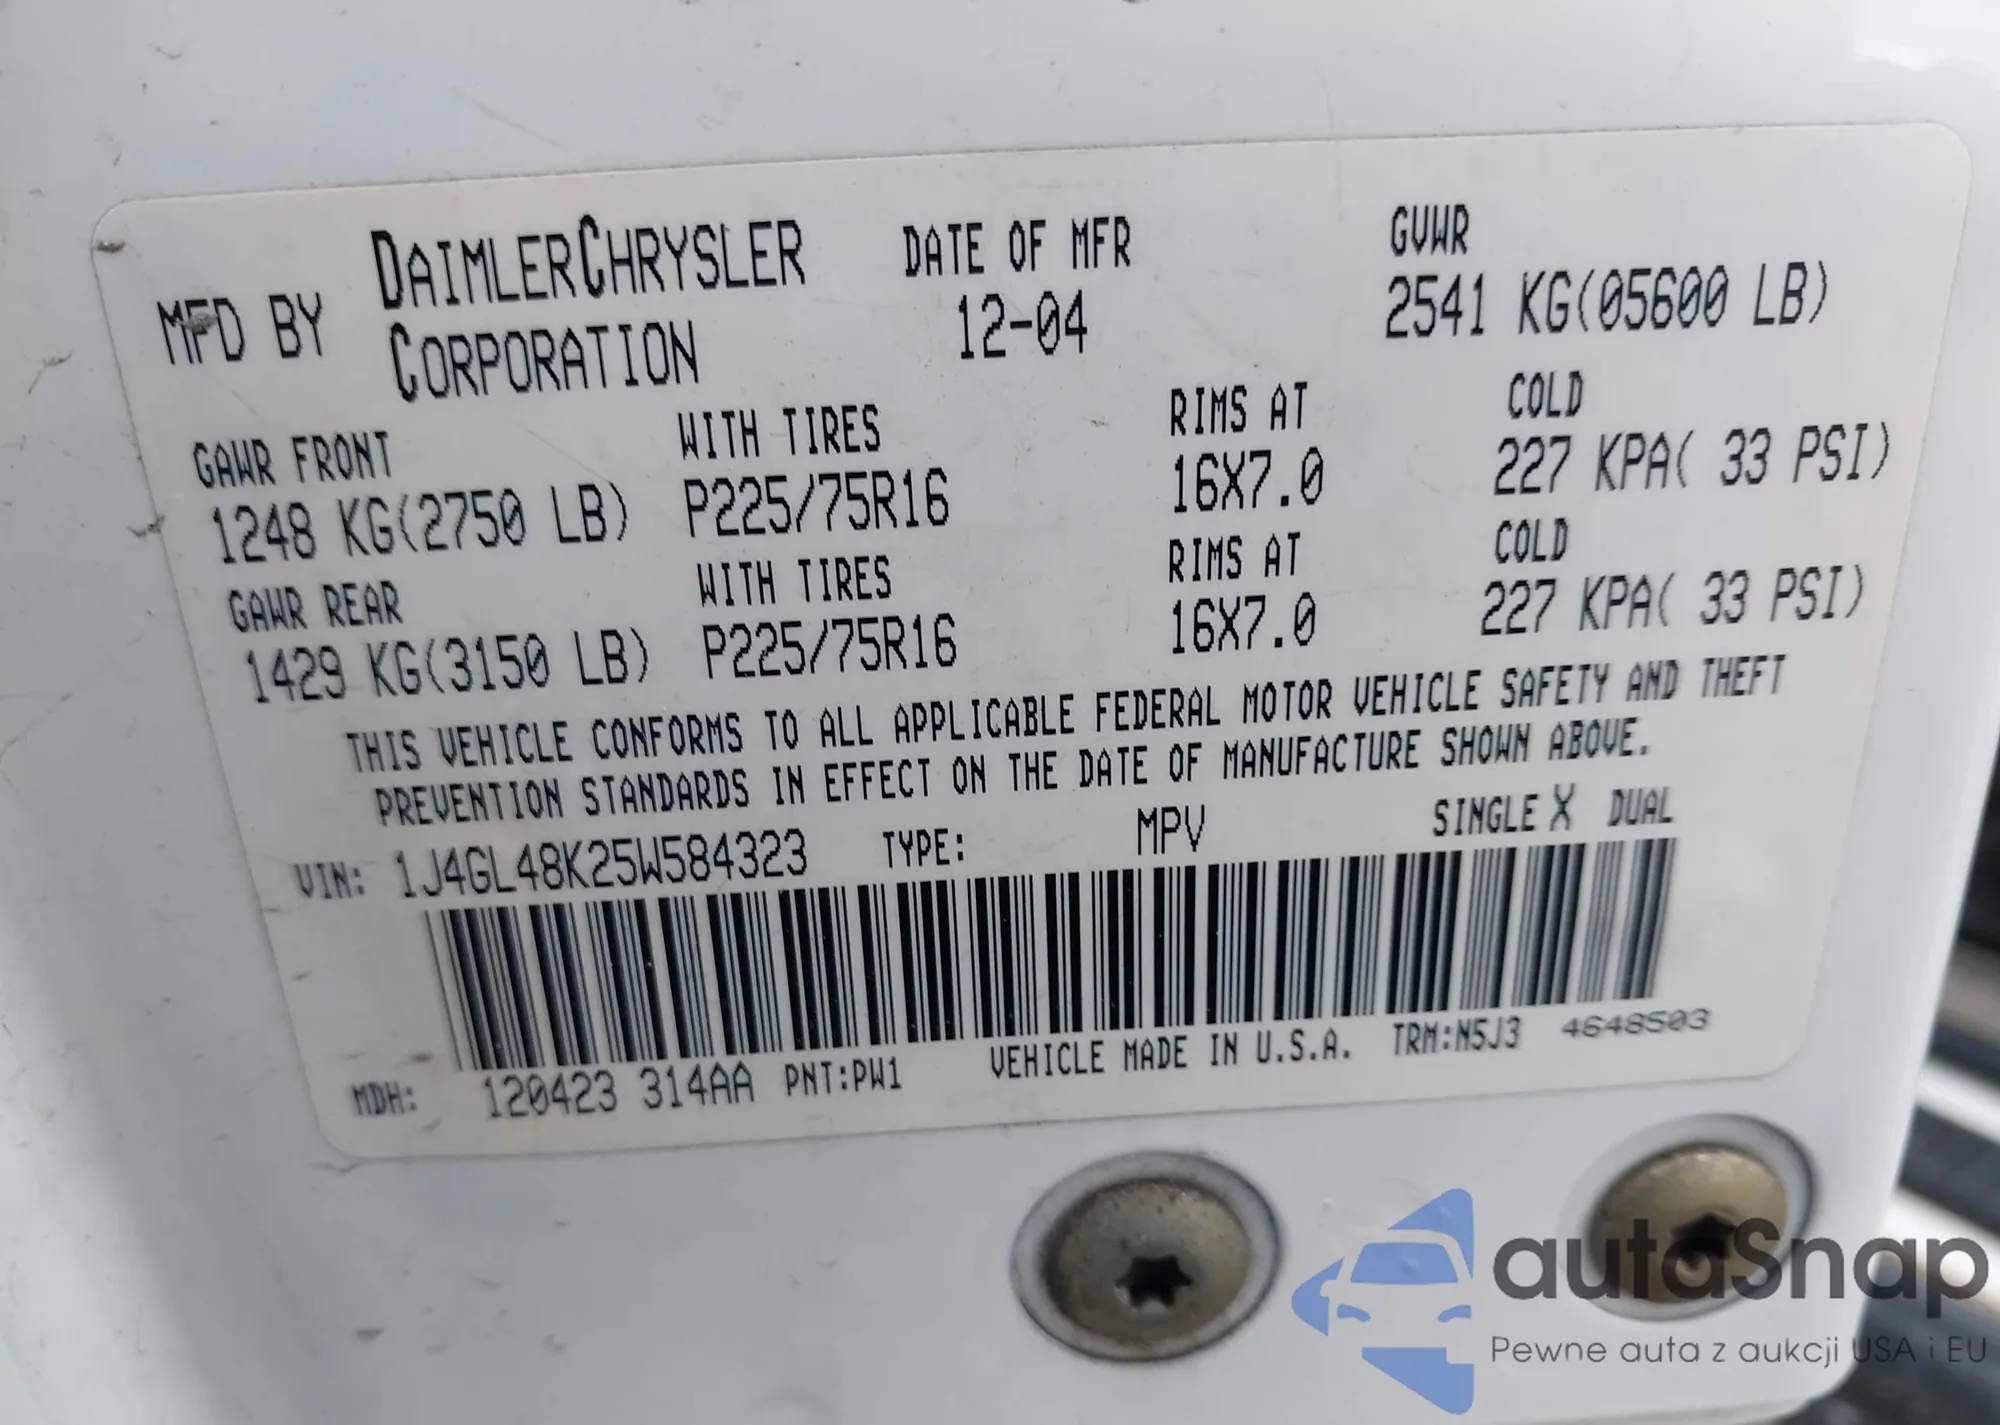 MFD BY DAIMLERCHRYSLER CORPORATION DATE OF MFR 12-04 GVWR 2541 KG(05600 LB)
GAWR FRONT WITH TIRES RIMS AT COLD
1248 KG(2750 LB) P225/75R16 16X7.0 227 KPA( 33 PSI)
GAWR REAR WITH TIRES RIMS AT COLD
1429 KG(3150 LB) P225/75R16 16X7.0 227 KPA( 33 PSI)
THIS VEHICLE CONFORMS TO ALL APPLICABLE FEDERAL MOTOR VEHICLE SAFETY AND THEFT
PREVENTION STANDARDS IN EFFECT ON THE DATE OF MANUFACTURE SHOWN ABOVE.
VIN: 1J4GL48K25W584323 TYPE: MPV SINGLE X DUAL
MDH: 120423 314AA PNT:PW1 VEHICLE MADE IN U.S.A. TRM:N5J3 4648503
autaSnap
Pewne auta z aukcji USA i EU